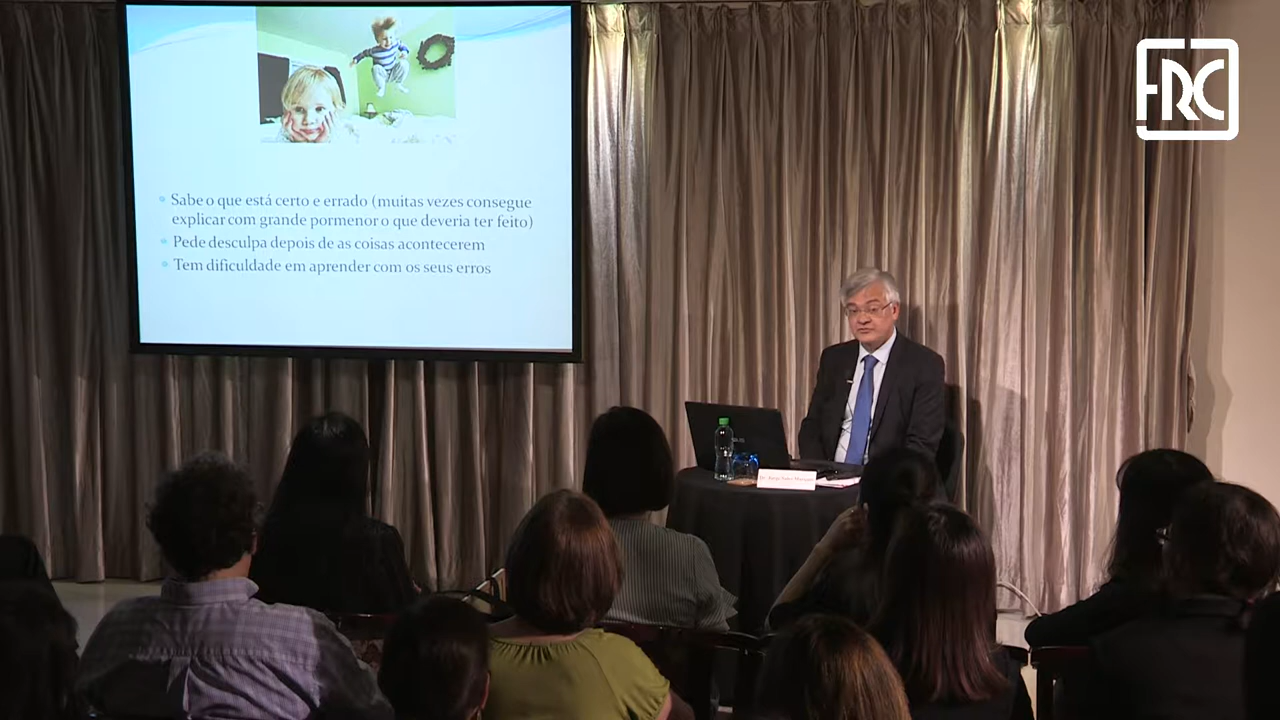 FRC
Sabe o que está certo e errado (muitas vezes consegue
explicar com grande pormenor o que deveria ter feito)
Pede desculpa depois de as coisas acontecerem
Tem dificuldade em aprender com os seus erros